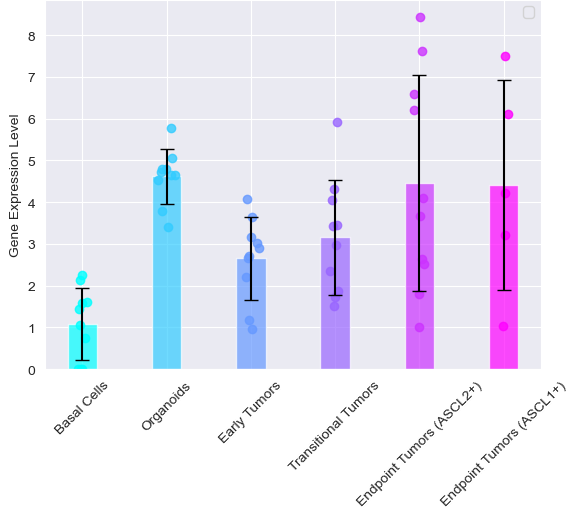 Gene Expression Level
8
7
6
5
4
3
2
1
0
Basal Cells
Organoids
Early Tumors
Transitional Tumors
Endpoint Tumors (ASCL2+)
Endpoint Tumors (ASCL1+)